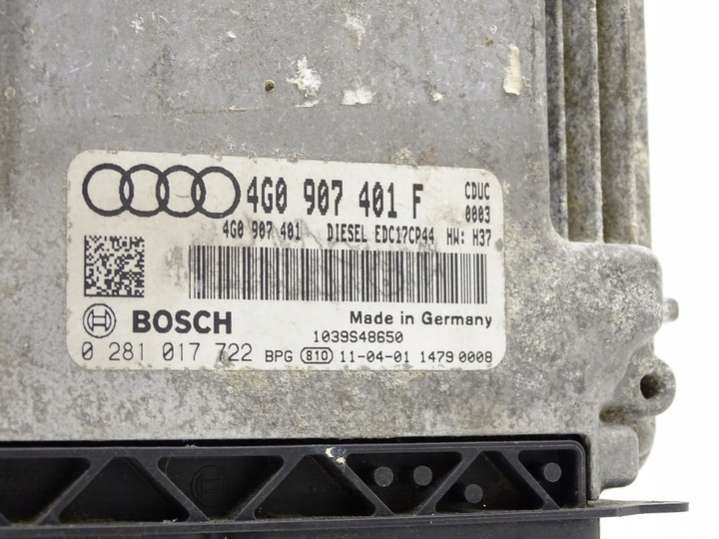 4G0 907 401 F CDUC
0003
4G0 907 401 DIESEL EDC17CP44 HW: H37
BOSCH Made in Germany
1039S48650
0 281 017 722 BPG 810 11-04-01 1479 0008